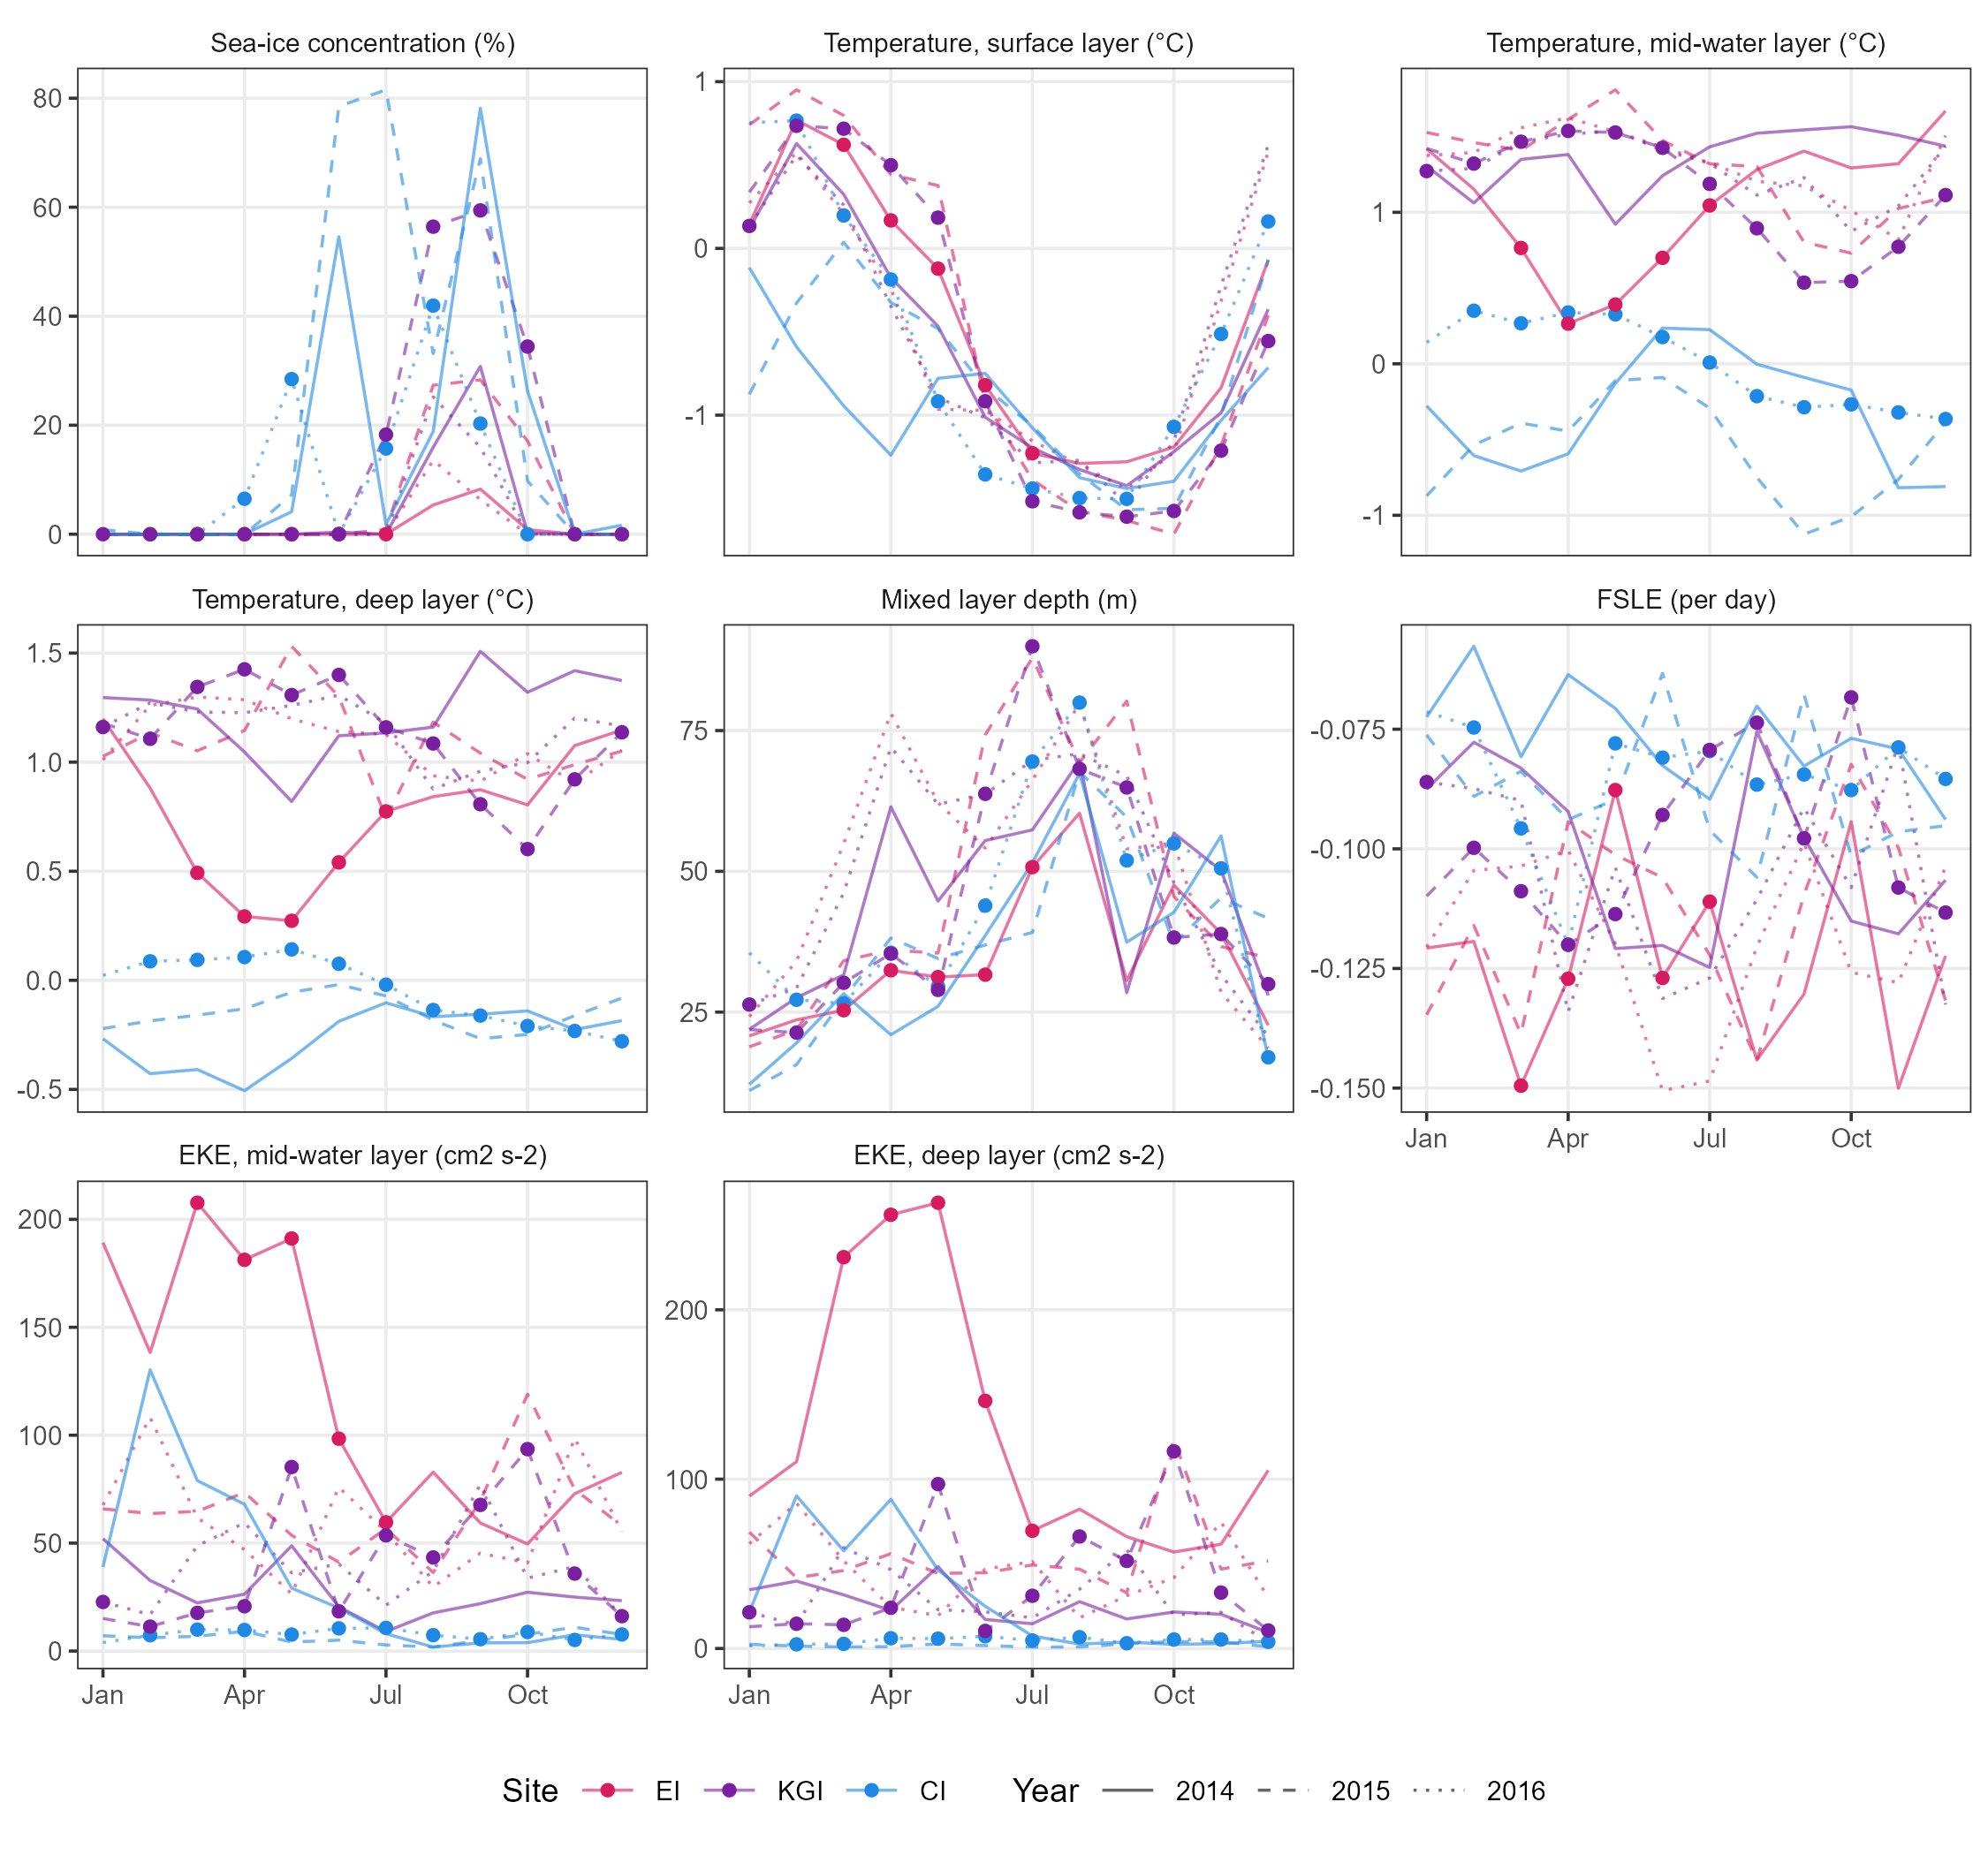 Sea-ice concentration (%)
Temperature, surface layer (°C)
Temperature, mid-water layer (°C)
80
60
40
20
0
1
0
-1
1
0
-1
Temperature, deep layer (°C)
Mixed layer depth (m)
FSLE (per day)
1.5
1.0
0.5
0.0
-0.5
75
50
25
-0.075
-0.100
-0.125
-0.150
Jan Apr Jul Oct
EKE, mid-water layer (cm2 s-2)
EKE, deep layer (cm2 s-2)
200
150
100
50
0
200
100
0
Jan Apr Jul Oct
Jan Apr Jul Oct
Site EI KGI CI Year 2014 2015 2016